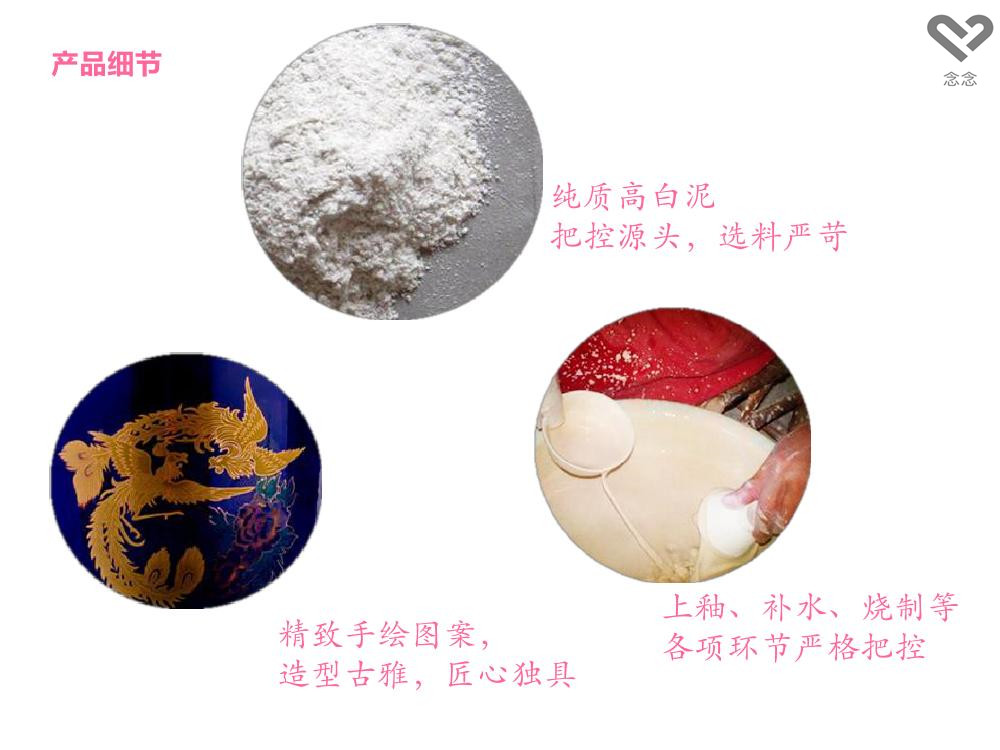 产品细节
念念
纯质高白泥
把控源头，选料严苛
上釉、补水、烧制等
各项环节严格把控
精致手绘图案，
造型古雅，匠心独具